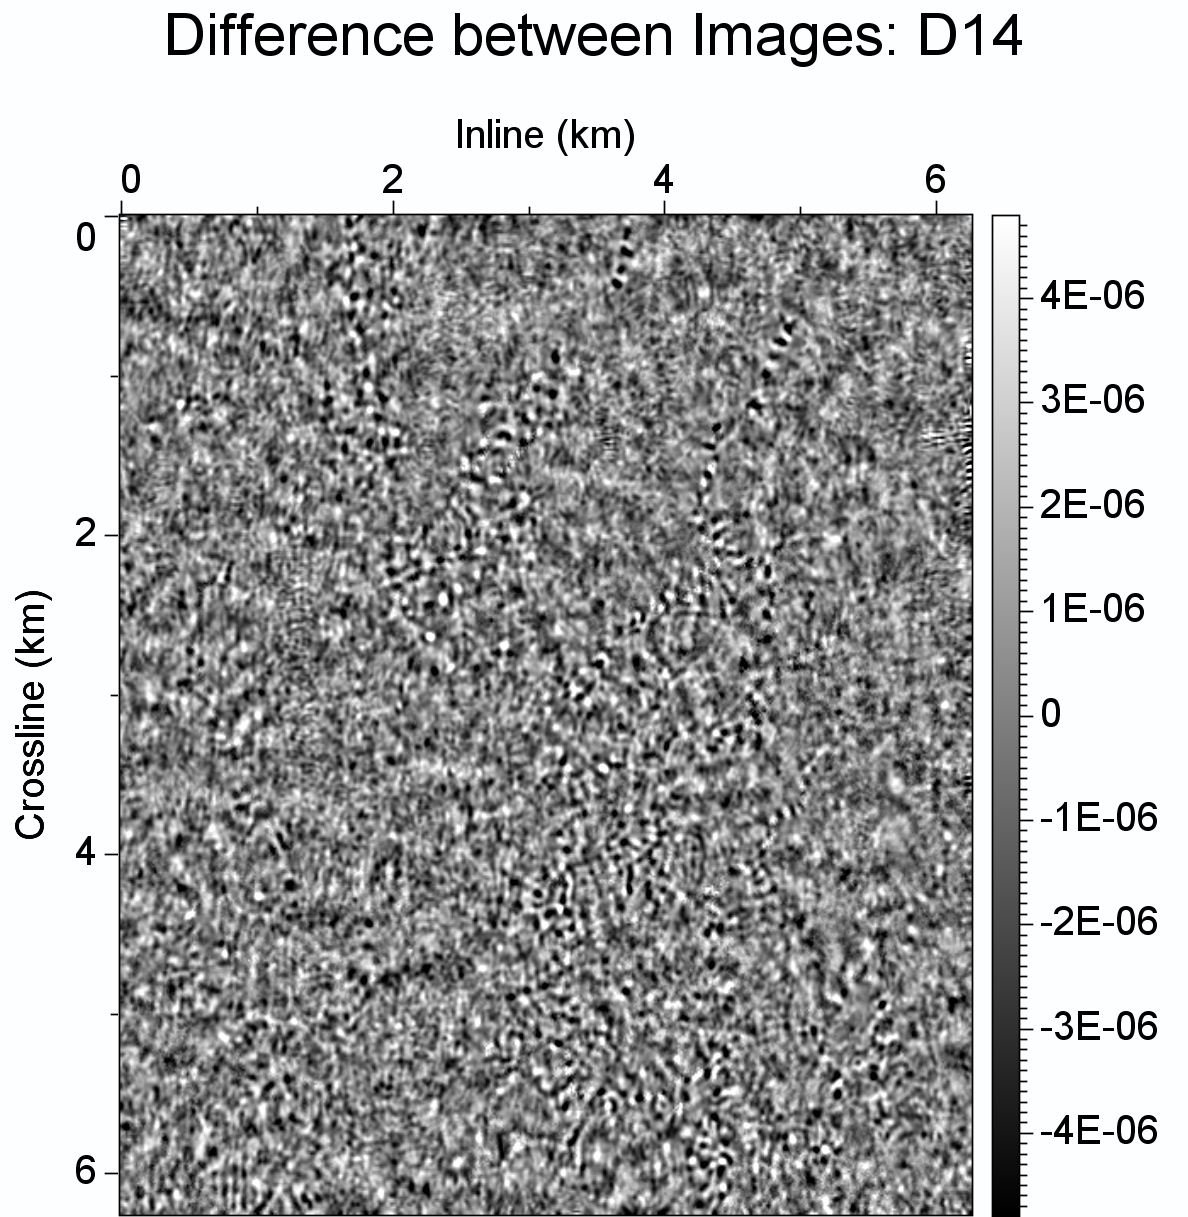 Difference between Images: D14
Inline (km)
0 2 4 6
Crossline (km)
0
2
4
6
4E-06
3E-06
2E-06
1E-06
0
-1E-06
-2E-06
-3E-06
-4E-06